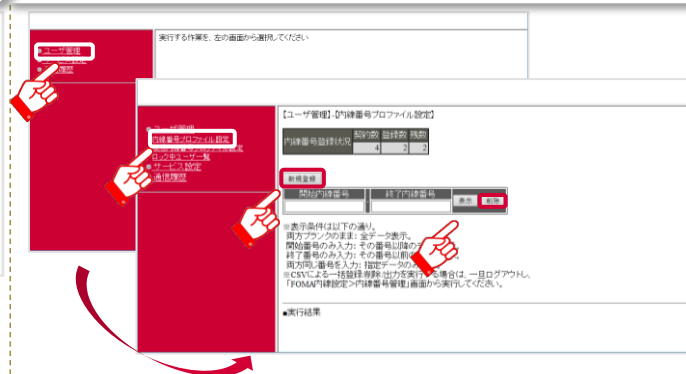 実行する作業を、左の画面から選択してください
ユーザ管理
履歴
【ユーザ管理】-【内線番号プロファイル設定】
ユーザ管理
内線番号プロファイル設定
ロック中ユーザー覧
サービス設定
通信履歴
内線番号登録状況 契約数 登録数 残数
4 2 2
新規登録
開始内線番号 終了内線番号
- 表示 削除
※表示条件は以下の通り。
両方ブランクのまま: 全データ表示。
開始番号のみ入力: その番号以降の
終了番号のみ入力: その番号以前の
両方同じ番号を入力: 指定データのみ
※CSVによる一括登録/削除/出力を実行する場合は、一旦ログアウトし、
「FOMA内線設定>内線番号管理」画面から実行してください。
■実行結果